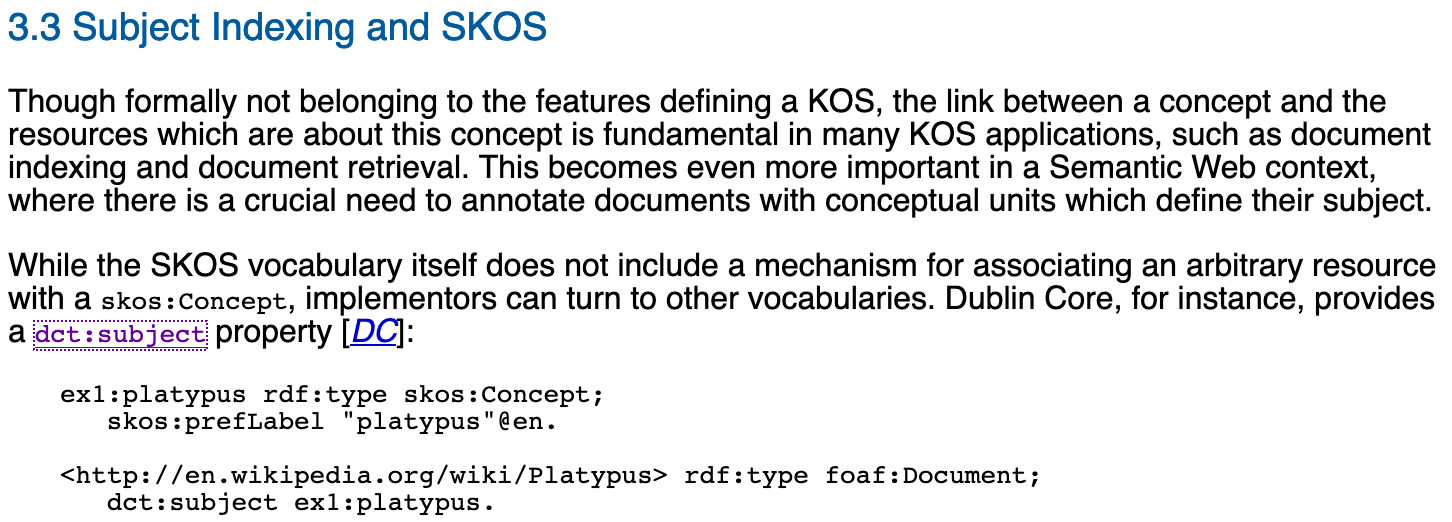 3.3 Subject Indexing and SKOS
Though formally not belonging to the features defining a KOS, the link between a concept and the
resources which are about this concept is fundamental in many KOS applications, such as document
indexing and document retrieval. This becomes even more important in a Semantic Web context,
where there is a crucial need to annotate documents with conceptual units which define their subject.
While the SKOS vocabulary itself does not include a mechanism for associating an arbitrary resource
with a skos:Concept, implementors can turn to other vocabularies. Dublin Core, for instance, provides
a dct:subject property [DC]:
ex1:platypus rdf:type skos:Concept;
skos:prefLabel "platypus"@en.
<http://en.wikipedia.org/wiki/Platypus> rdf:type foaf:Document;
dct:subject ex1:platypus.